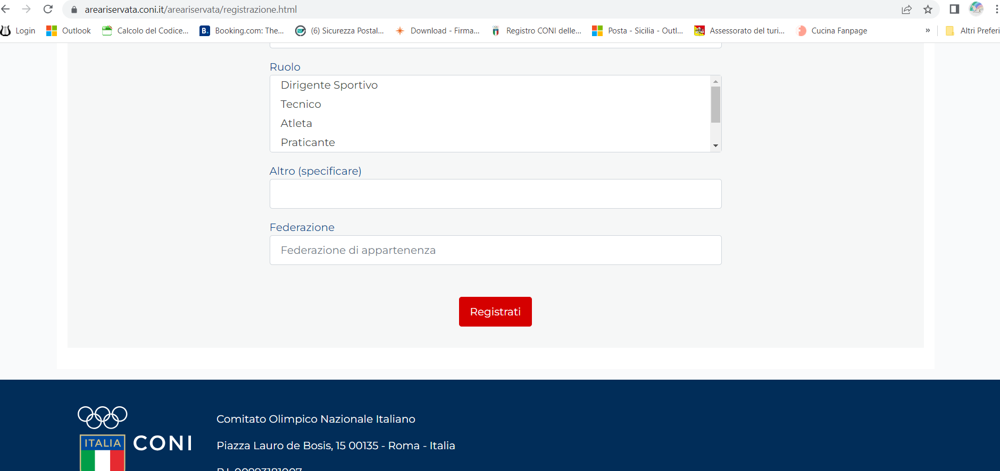 areariservata.coni.it/areariservata/registrazione.html
Login Outlook Calcolo del Codice... B. Booking.com: The... (6) Sicurezza Postal... Download - Firma... Registro CONI delle... Posta - Sicilia - Outl... Assessorato del turi... Cucina Fanpage » Altri Preferi
Ruolo
Dirigente Sportivo
Tecnico
Atleta
Praticante
Altro (specificare)
Federazione
Federazione di appartenenza
Registrati
Comitato Olimpico Nazionale Italiano
ITALIA CONI
Piazza Lauro de Bosis, 15 00135 - Roma - Italia